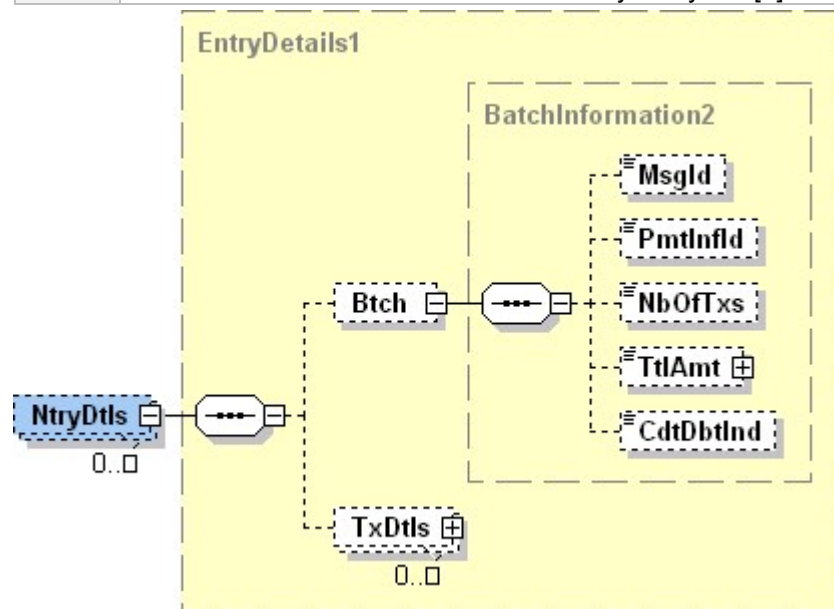 EntryDetails1
BatchInformation2
MsgId
PmtInfId
NbOfTxs
Btch
TtlAmt
CdtDbtInd
NtryDtls
0..□
TxDtls
0..□